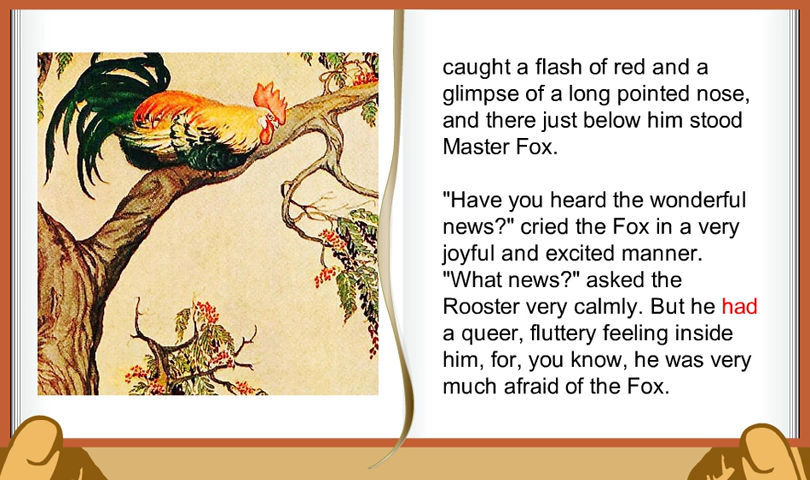 caught a flash of red and a
glimpse of a long pointed nose,
and there just below him stood
Master Fox.
"Have you heard the wonderful
news?" cried the Fox in a very
joyful and excited manner.
"What news?" asked the
Rooster very calmly. But he had
a queer, fluttery feeling inside
him, for, you know, he was very
much afraid of the Fox.